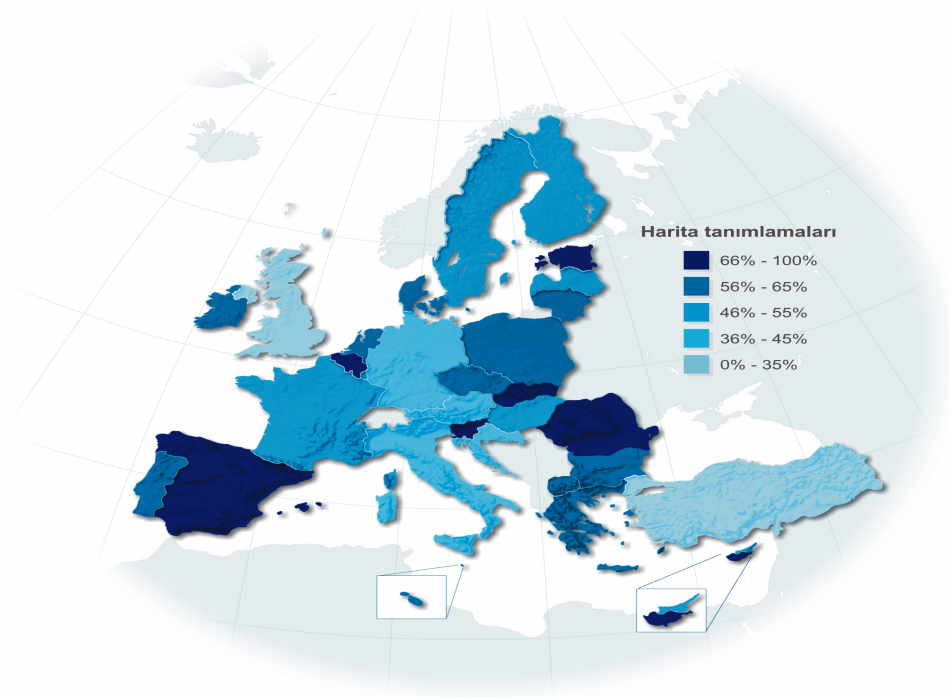 Harita tanımlamaları
66% - 100%
56% - 65%
46% - 55%
36% - 45%
0% - 35%